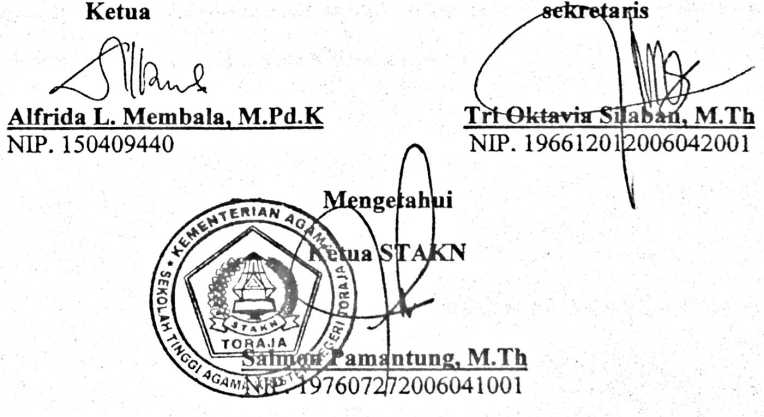 Ketua
sekretaris
Alfrida L. Membala, M.Pd.K
NIP. 150409440
Tri Oktavia Silaban, M.Th
NIP. 196612012006042001
Mengetahui
Ketua STAKN
KEMENTERIAN AGAMA
SEKOLAH TINGGI AGAMA KRISTEN NEGERI TORAJA
STAKN
TORAJA
Salmon Pamantung, M.Th
NIP. 197607272006041001